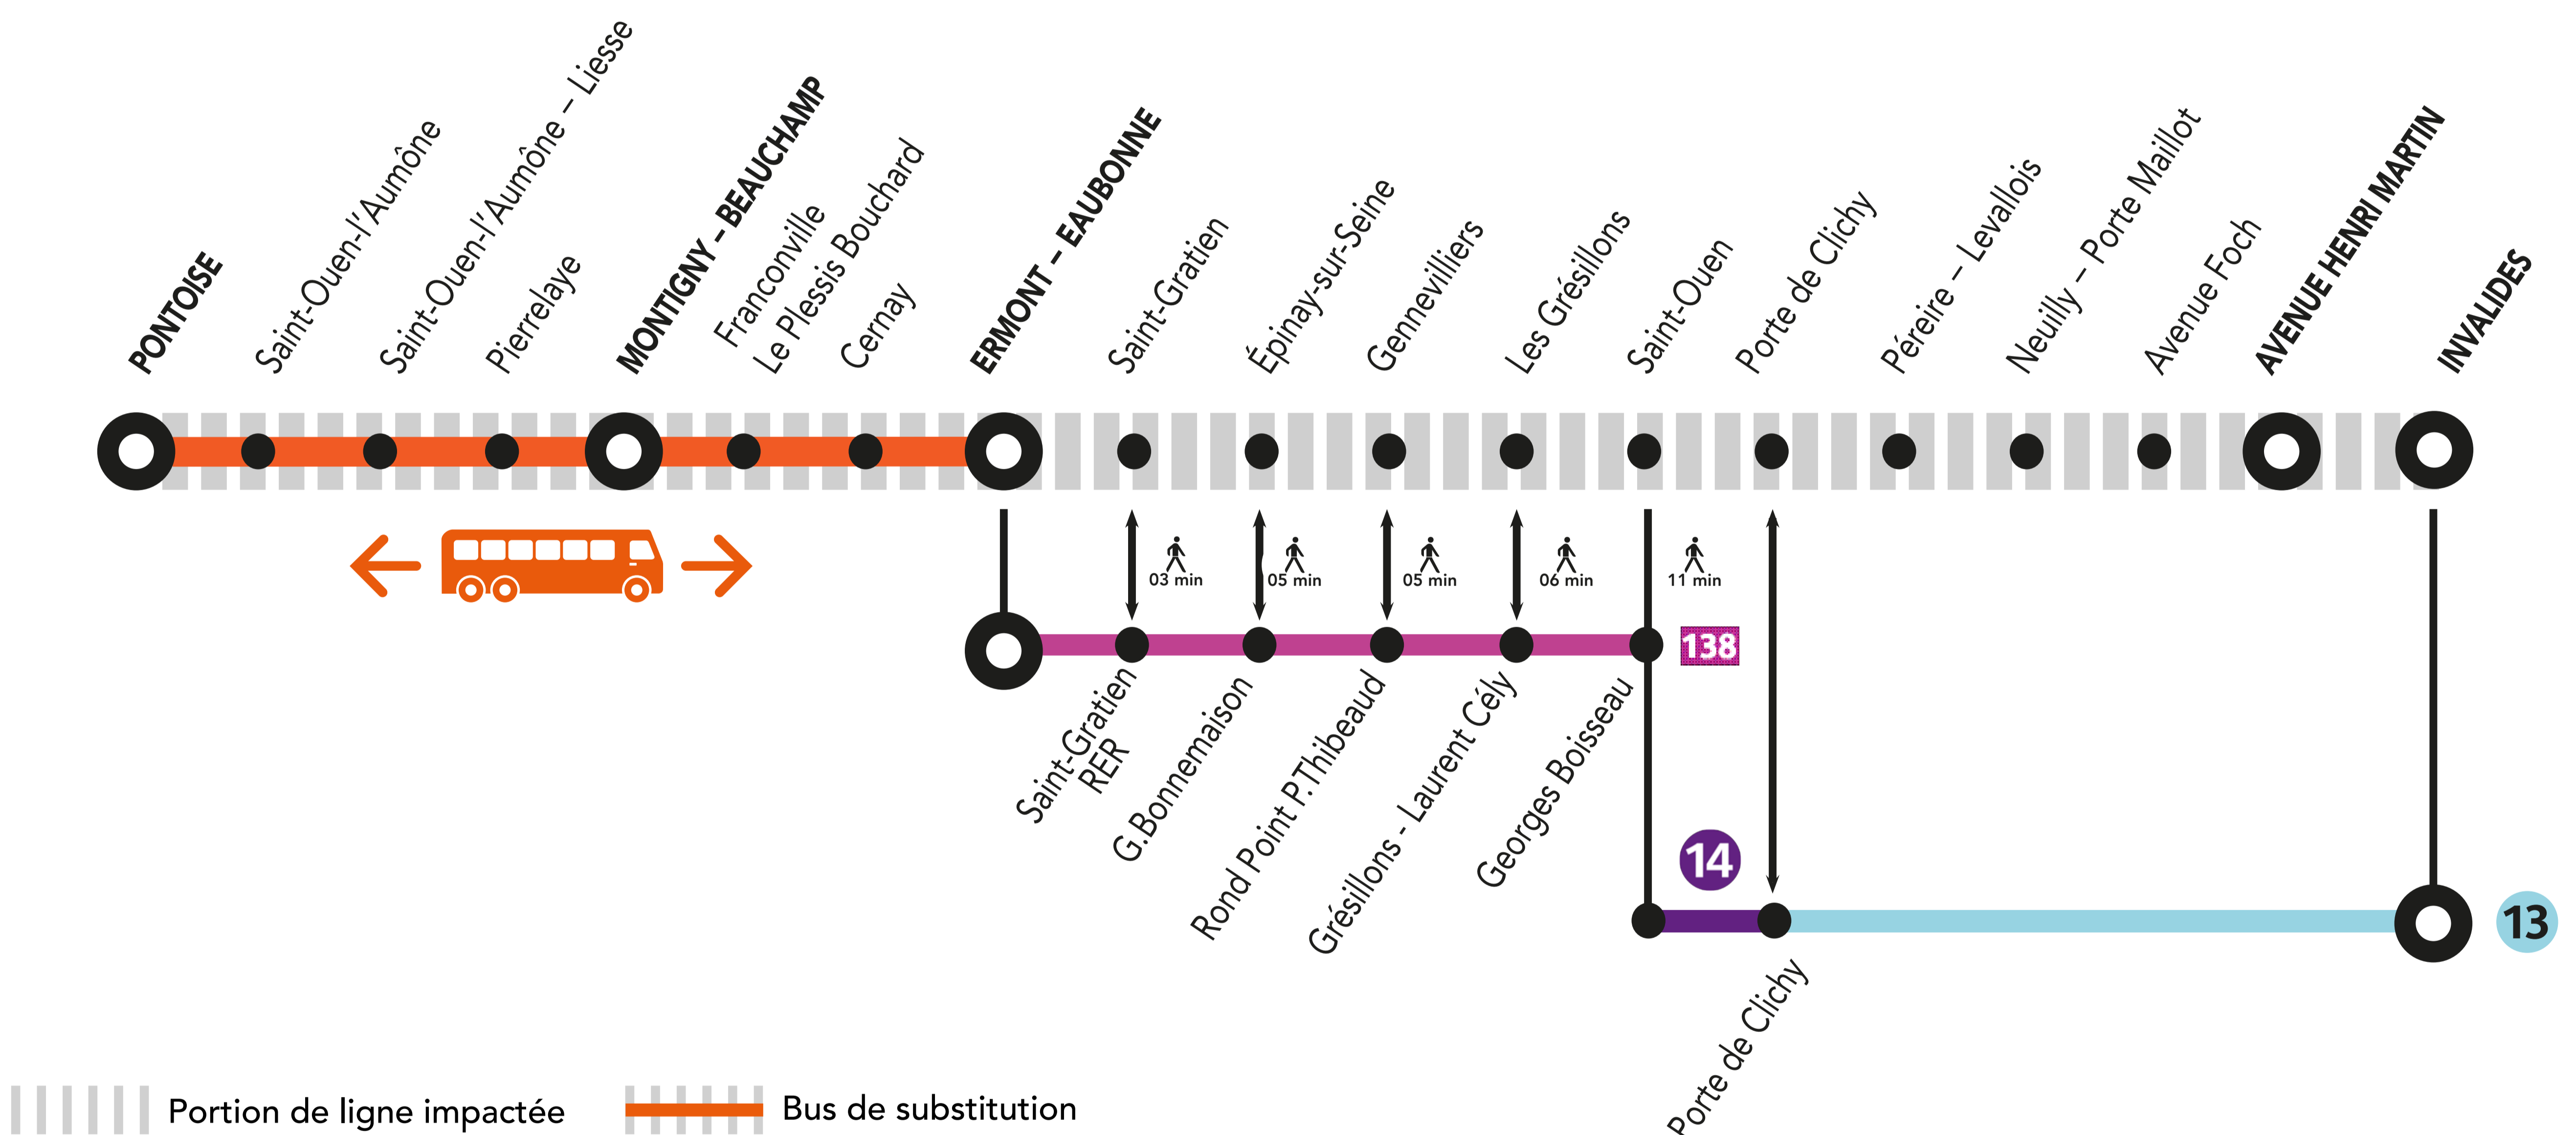 PONTOISE
Saint-Ouen-l'Aumône
Saint-Ouen-l'Aumône – Liesse
Pierrelaye
MONTIGNY – BEAUCHAMP
Franconville
Le Plessis Bouchard
Cernay
ERMONT – EAUBONNE
Saint-Gratien
Épinay-sur-Seine
Gennevilliers
Les Grésillons
Saint-Ouen
Porte de Clichy
Péreire – Levallois
Neuilly – Porte Maillot
Avenue Foch
AVENUE HENRI MARTIN
INVALIDES
03 min
05 min
05 min
06 min
11 min
138
Saint-Gratien
RER
G.Bonnemaison
Rond Point P.Thibeaud
Grésillons - Laurent Cély
Georges Boisseau
14
13
Porte de Clichy
Portion de ligne impactée
Bus de substitution